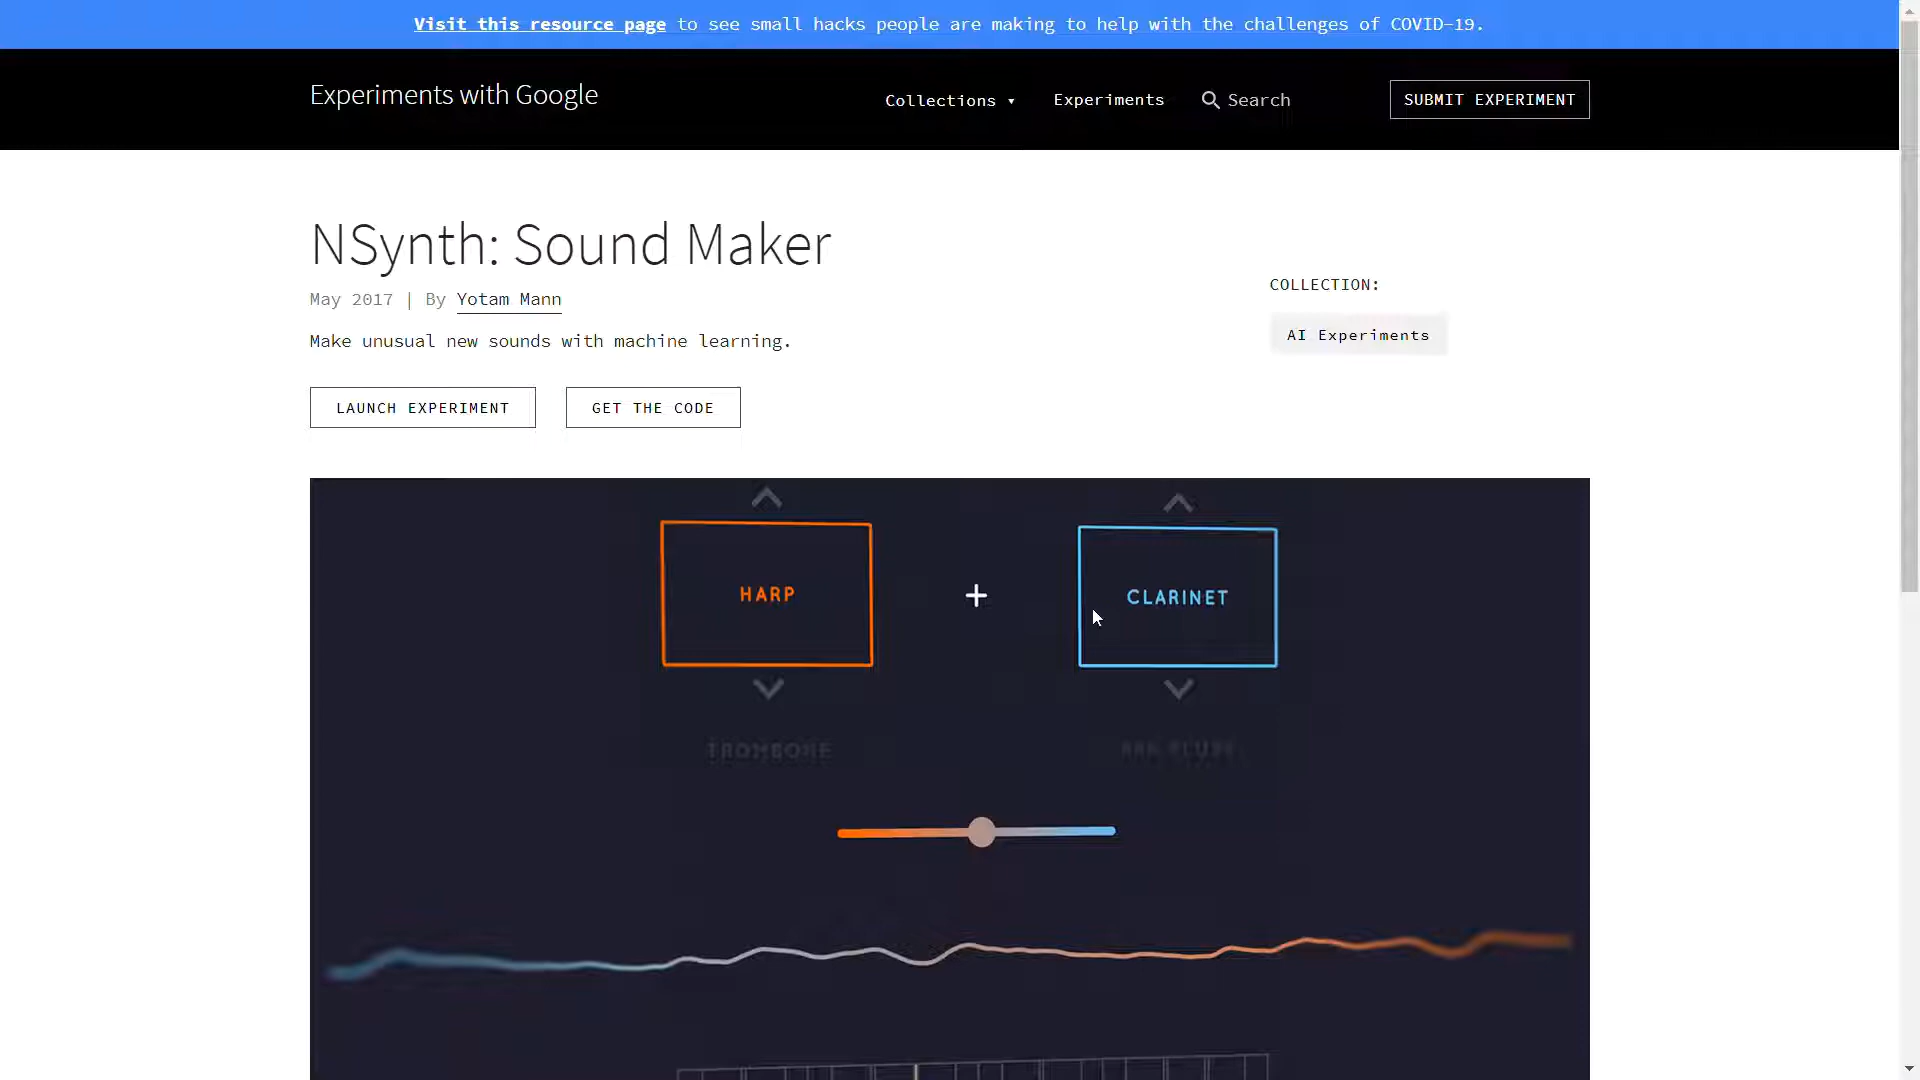 Visit this resource page to see small hacks people are making to help with the challenges of COVID-19.
Experiments with Google
Collections ▾
Experiments
Search
SUBMIT EXPERIMENT
NSynth: Sound Maker
May 2017 | By Yotam Mann
Make unusual new sounds with machine learning.
COLLECTION:
AI Experiments
LAUNCH EXPERIMENT
GET THE CODE
HARP
+
CLARINET
TROMBONE